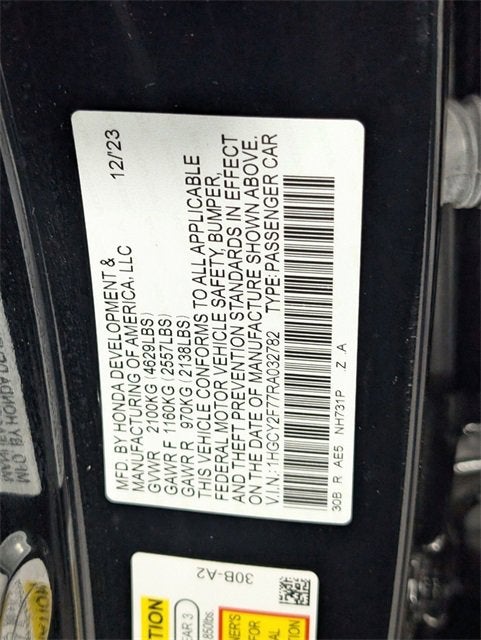 MFD. BY HONDA DEVELOPMENT &
MANUFACTURING OF AMERICA, LLC 12/23
GVWR 2100KG (4629LBS)
GAWR F 1160KG (2557LBS)
GAWR R 970KG (2138LBS)
THIS VEHICLE CONFORMS TO ALL APPLICABLE
FEDERAL MOTOR VEHICLE SAFETY, BUMPER,
AND THEFT PREVENTION STANDARDS IN EFFECT
ON THE DATE OF MANUFACTURE SHOWN ABOVE.
V.I.N.: 1HGCY2F77RA032782 TYPE:PASSENGER CAR
30B R AE5 NH731P Z .A
30B-A2